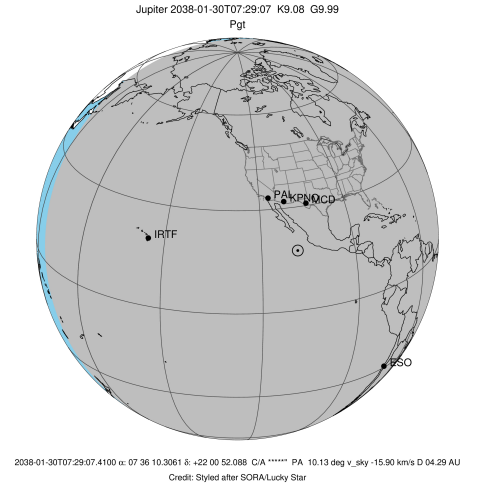 Jupiter 2038-01-30T07:29:07 K9.08 G9.99
Pgt
PAL
KPNO
MCD
IRTF
ESO
2038-01-30T07:29:07.4100 α: 07 36 10.3061 δ: +22 00 52.088 C/A *****" PA 10.13 deg v_sky -15.90 km/s D 04.29 AU
Credit: Styled after SORA/Lucky Star